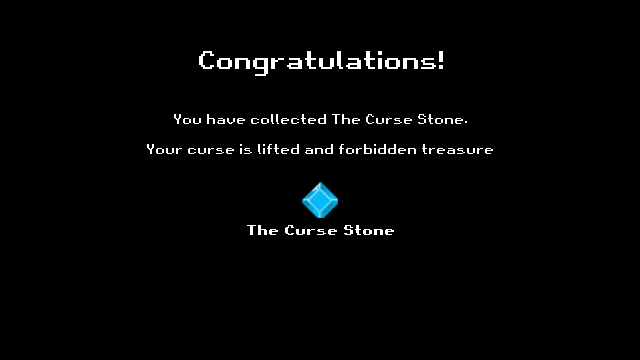 Congratulations!
You have collected The Curse Stone.
Your curse is lifted and forbidden treasure
The Curse Stone